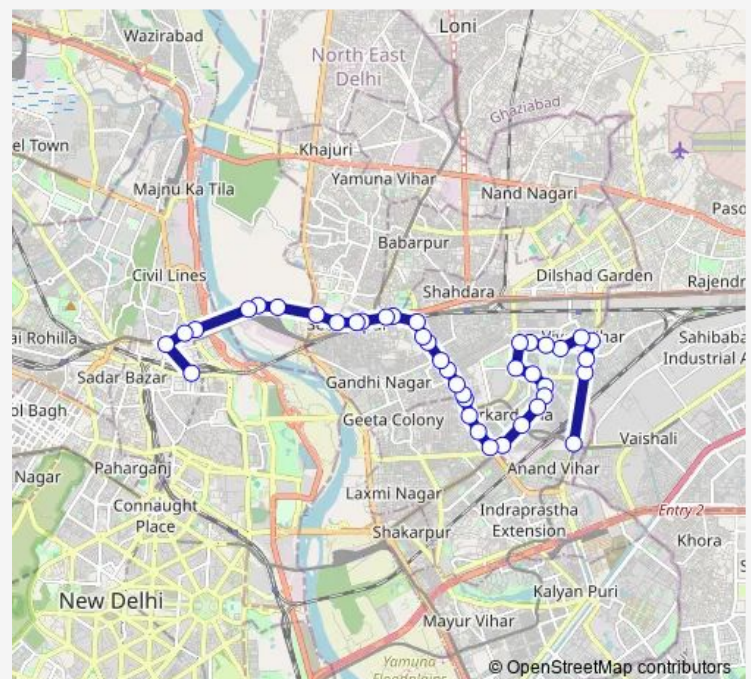 Wazirabad
Loni
North East
Delhi
Ghaziabad
el Town
Khajuri
Majnu Ka Tila
Yamuna Vihar
Nand Nagari
Paso
Babarpur
Civil Lines
Dilshad Garden
Rajendr
Shahdara
ai Rohilla
Sahibaba
Industrial A
Sadar Bazar
Gandhi Nagar
ol Bagh
Geeta Colony
Vaishali
Nagar
Paharganj
Anand Vihar
Laxmi Nagar
Connaught
Place
Indraprastha
Extension
Entry 2
Shakarpur
Khora
New Delhi
Kalyan Puri
Mayur Vihar
Yamuna
Floodplains
© OpenStreetMap contributors